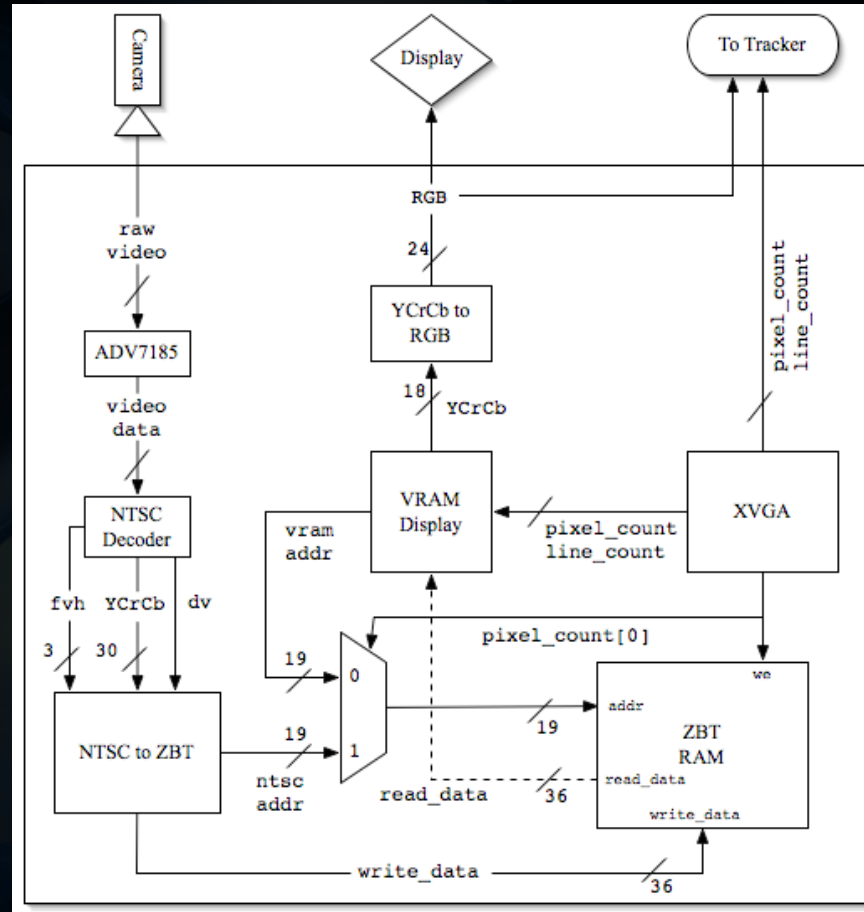 Camera
Display
To Tracker
raw
video
RGB
24
pixel_count
line_count
ADV7185
YCrCb to
RGB
video
data
18
YCrCb
NTSC
Decoder
vram
addr
VRAM
Display
pixel_count
line_count
XVGA
fvh
YCrCb
dv
3
30
19
0
pixel_count[0]
we
addr
19
ZBT
RAM
NTSC to ZBT
19
1
ntsc
addr
read_data
36
read_data
write_data
write_data
36